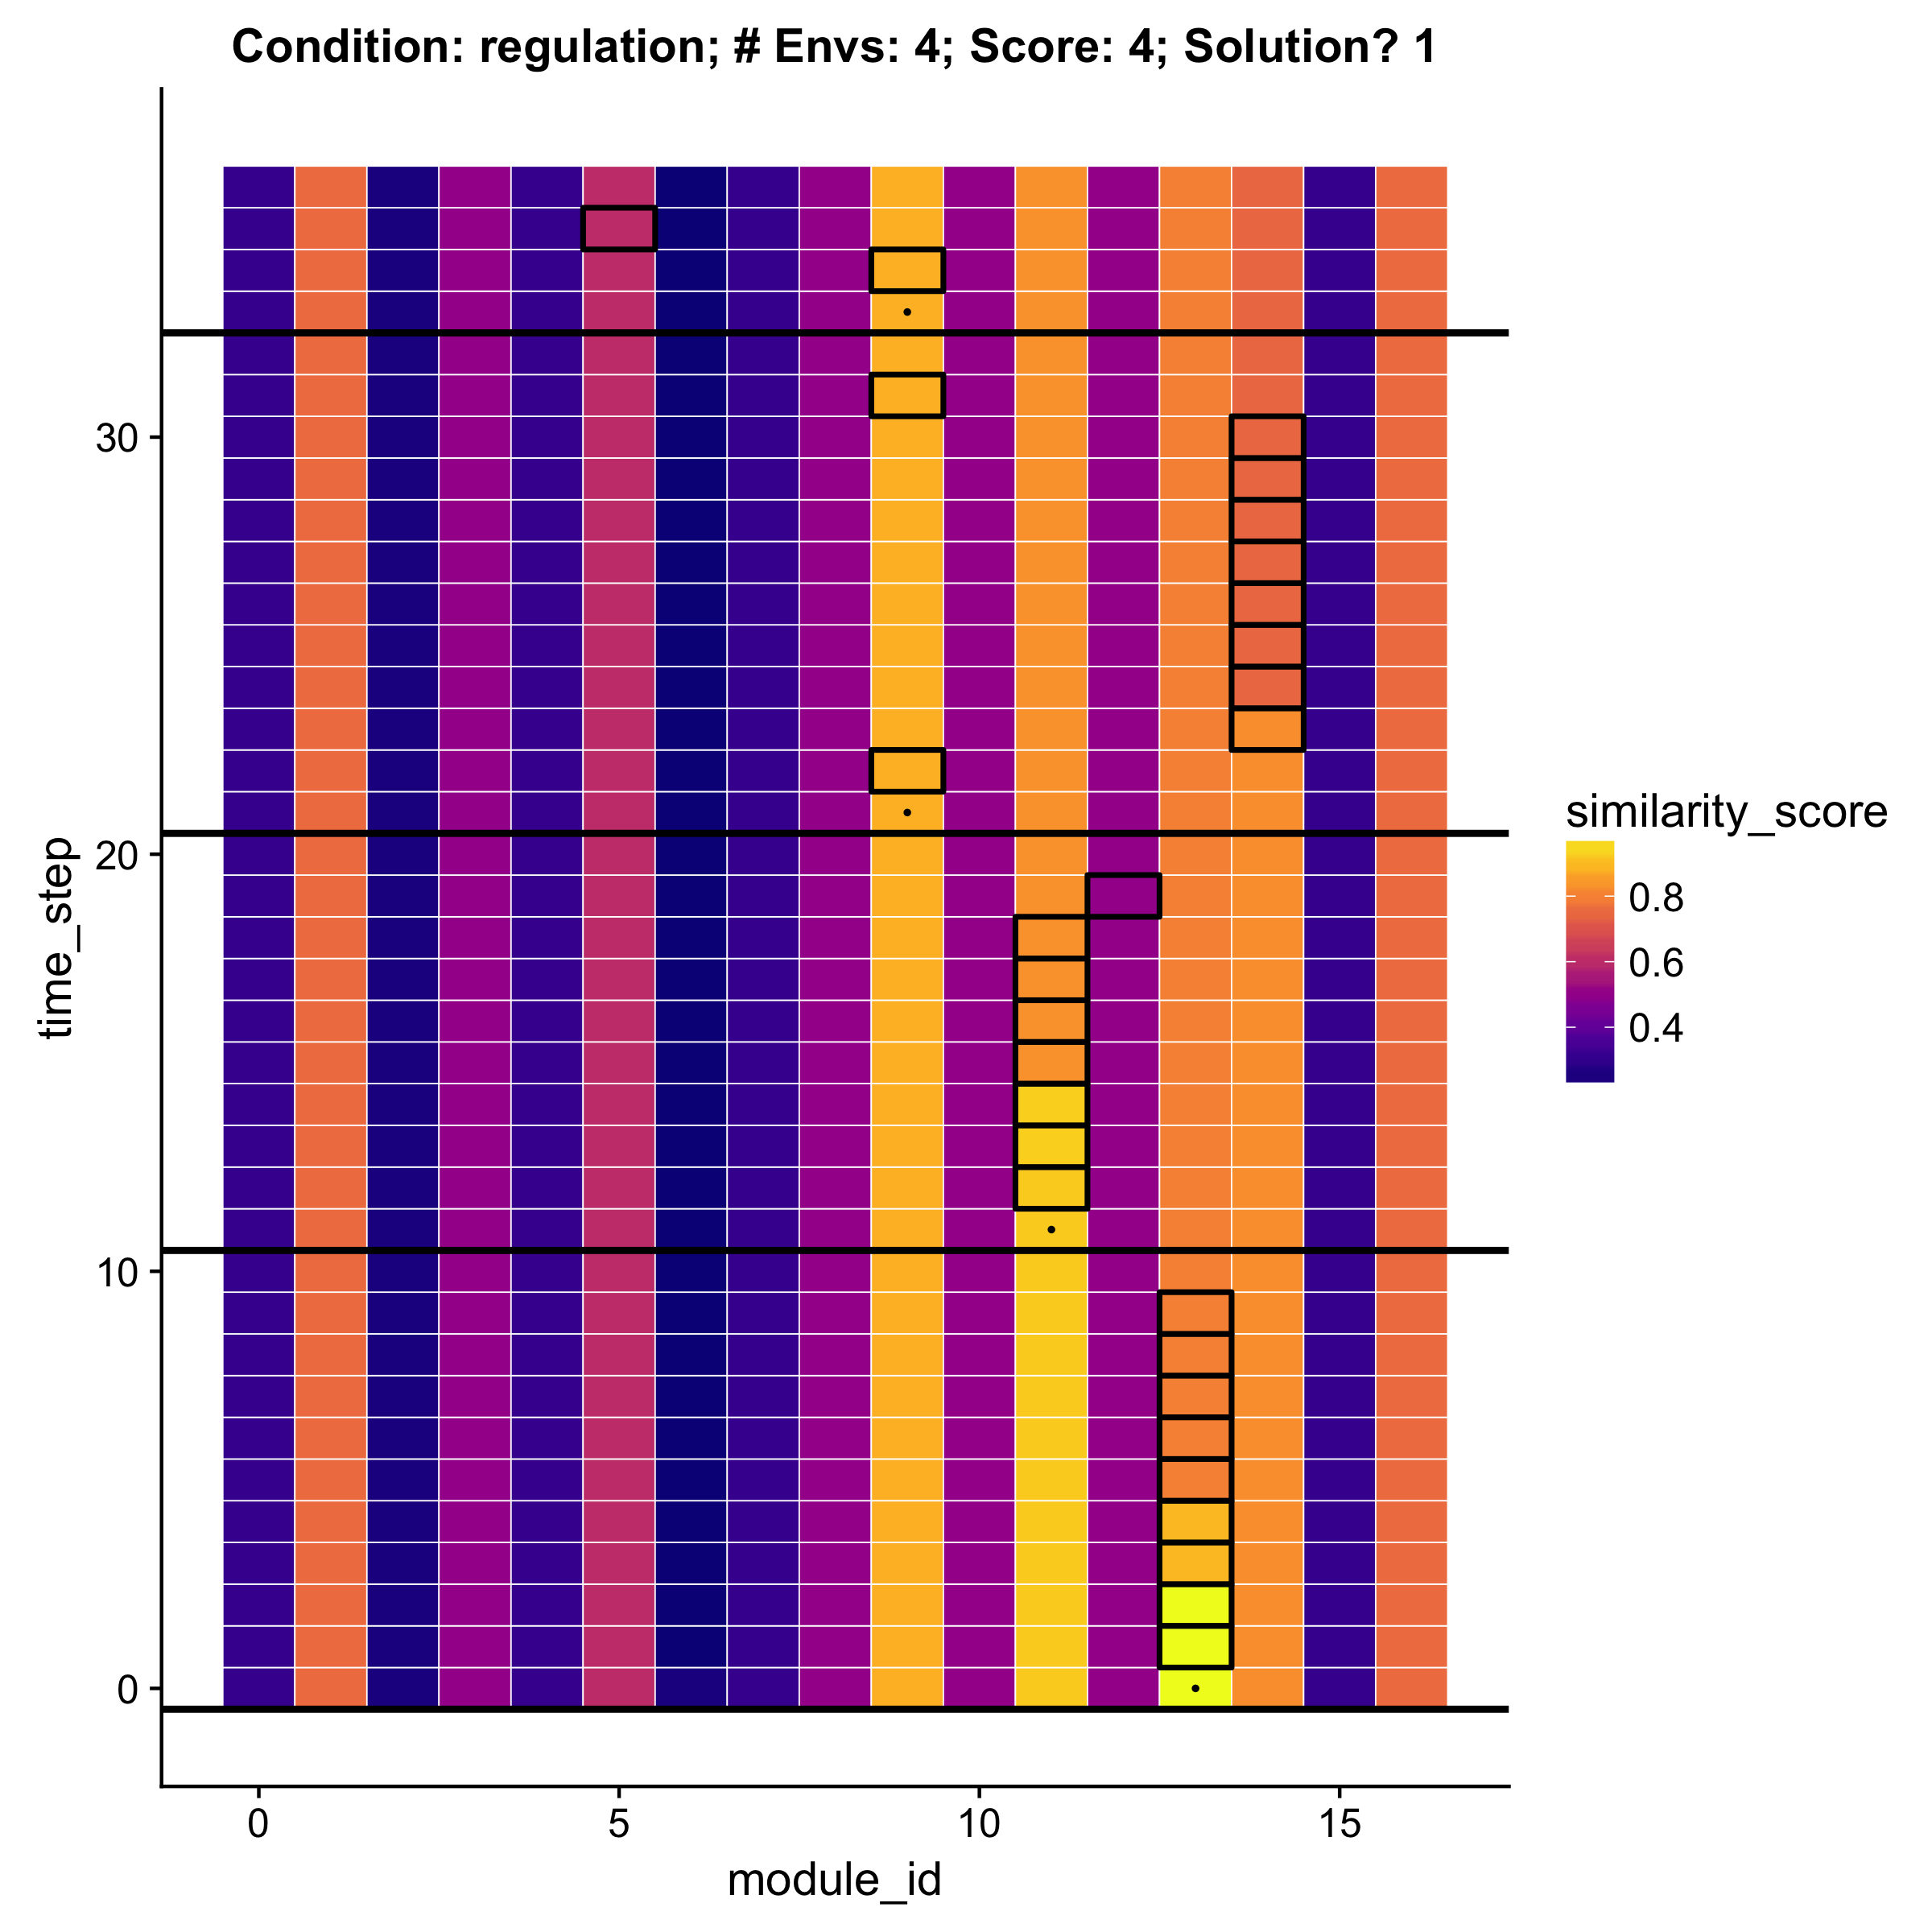 Condition: regulation; # Envs: 4; Score: 4; Solution? 1
time_step
30
20
10
0
0
5
10
15
module_id
similarity_score
0.8
0.6
0.4